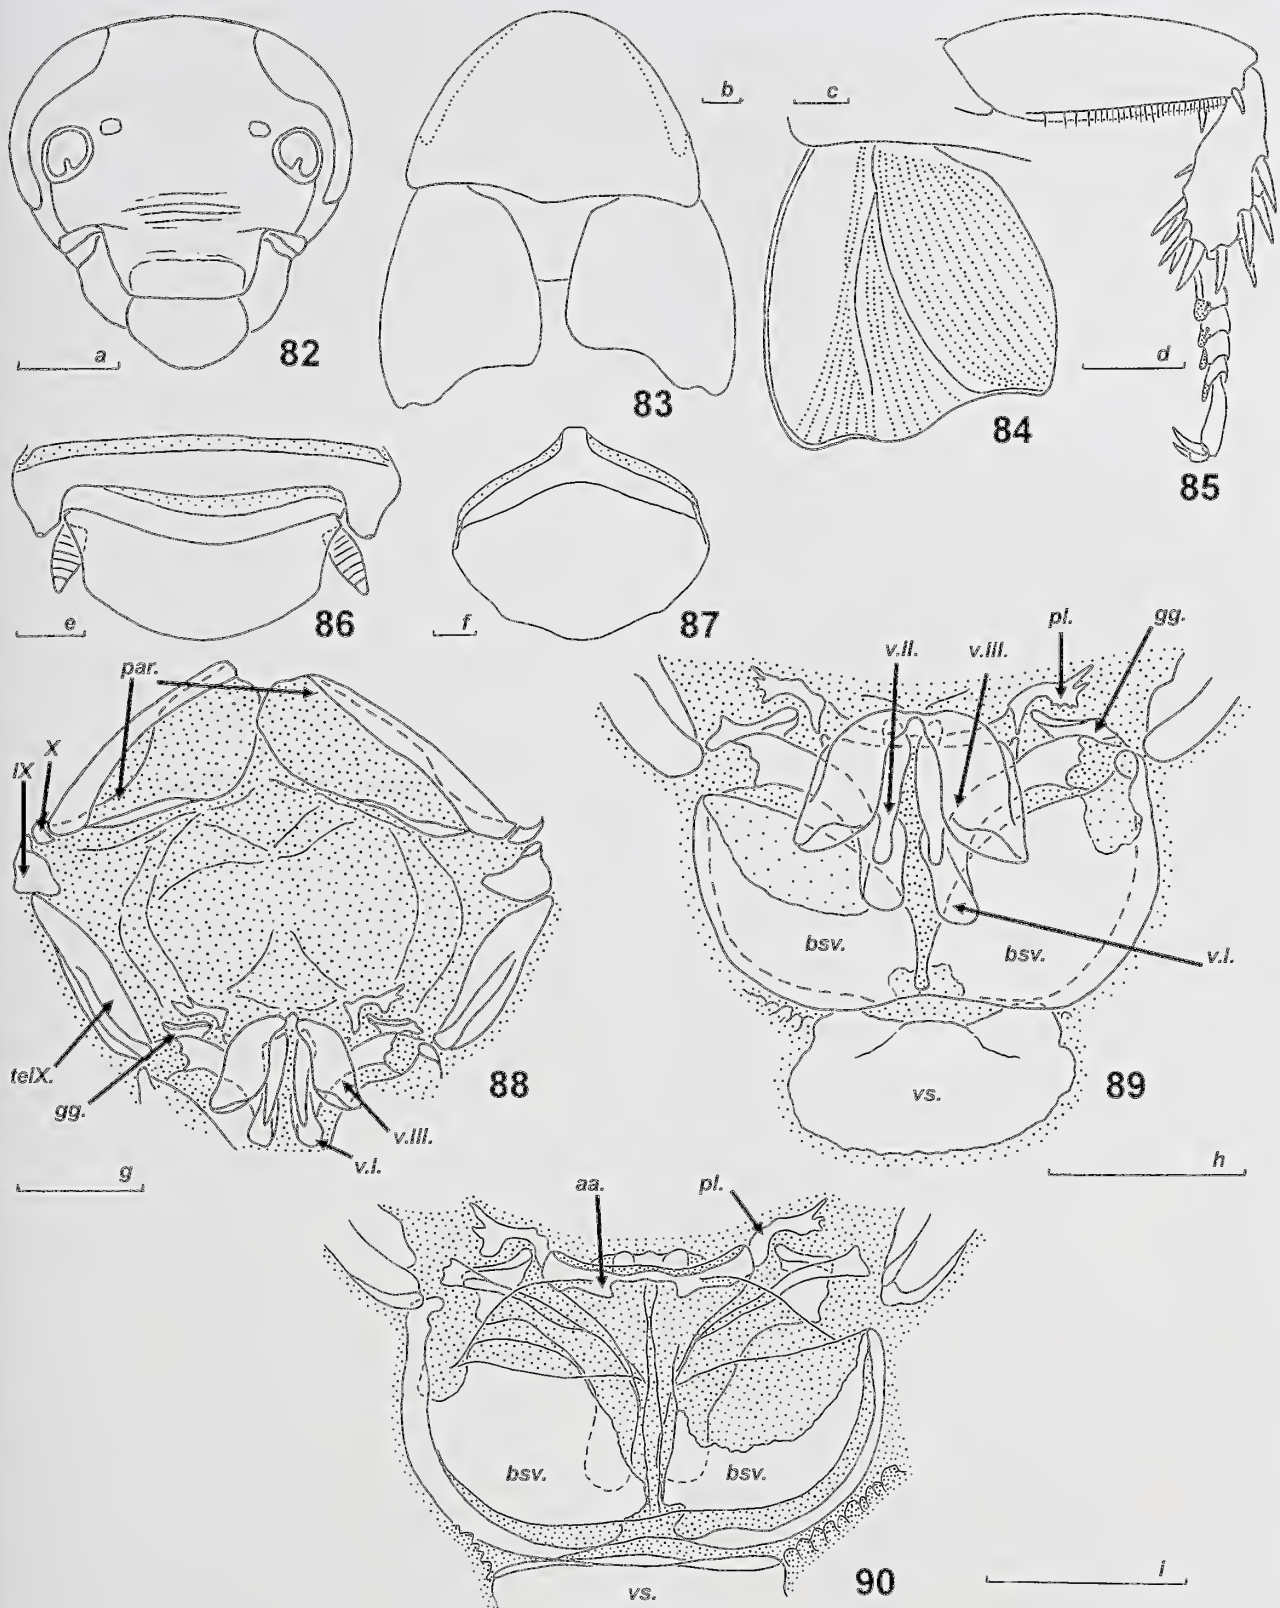 b
c
a
82
83
84
d
85
e
86
f
87
par.
X
IX
telX.
gg.
88
v.III.
v.I.
g
v.II.
v.III.
pl.
gg.
bsv.
bsv.
v.I.
vs.
89
h
aa.
pl.
bsv.
bsv.
90
i
vs.